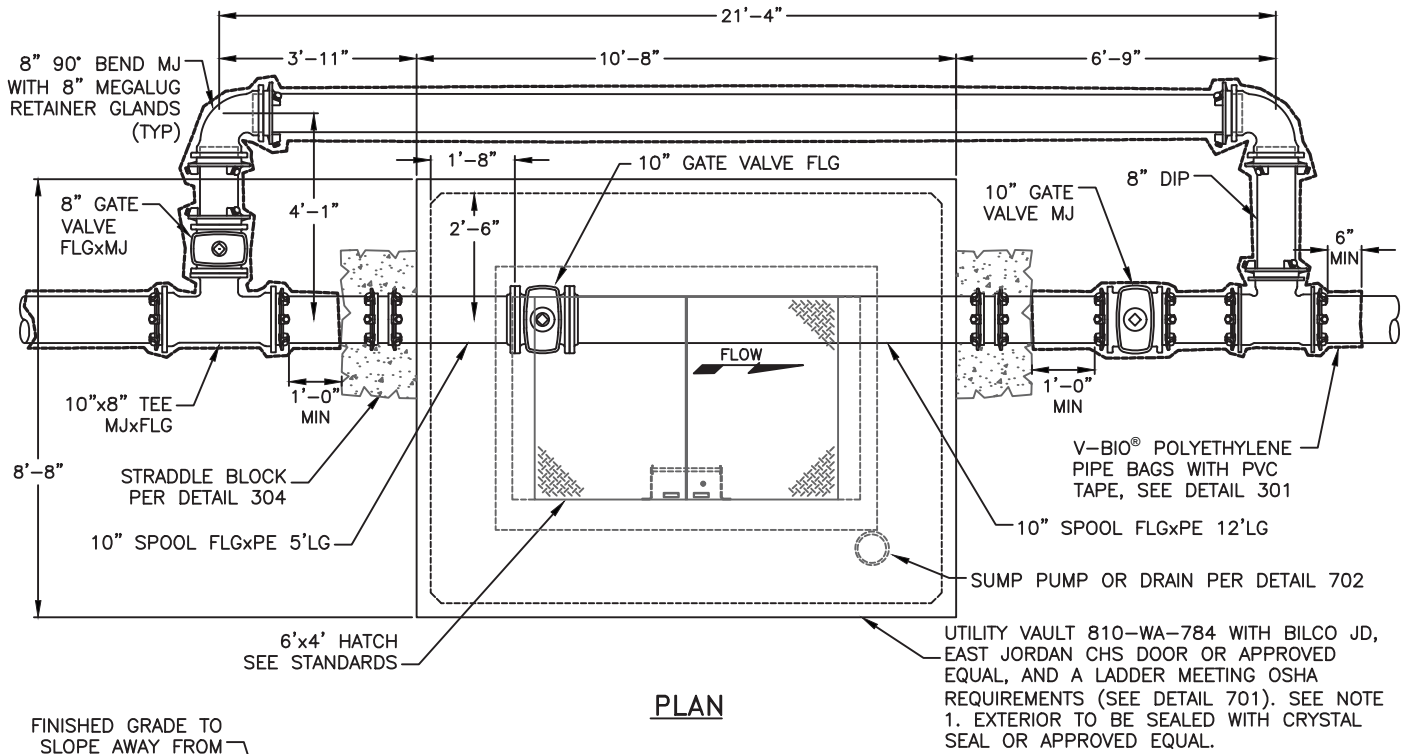 21'-4"
3'-11"
10'-8"
6'-9"
8" 90° BEND MJ
WITH 8" MEGALUG
RETAINER GLANDS
(TYP)
1'-8"
10" GATE VALVE FLG
8" GATE
VALVE
FLGxMJ
4'-1"
2'-6"
10" GATE
VALVE MJ
8" DIP
6"
MIN
FLOW
10"x8" TEE
MJxFLG
1'-0"
MIN
1'-0"
MIN
8'-8"
STRADDLE BLOCK
PER DETAIL 304
V-BIO® POLYETHYLENE
PIPE BAGS WITH PVC
TAPE, SEE DETAIL 301
10" SPOOL FLGxPE 5'LG
10" SPOOL FLGxPE 12'LG
SUMP PUMP OR DRAIN PER DETAIL 702
6'x4' HATCH
SEE STANDARDS
UTILITY VAULT 810-WA-784 WITH BILCO JD,
EAST JORDAN CHS DOOR OR APPROVED
EQUAL, AND A LADDER MEETING OSHA
REQUIREMENTS (SEE DETAIL 701). SEE NOTE
1. EXTERIOR TO BE SEALED WITH CRYSTAL
SEAL OR APPROVED EQUAL.
PLAN
FINISHED GRADE TO
SLOPE AWAY FROM